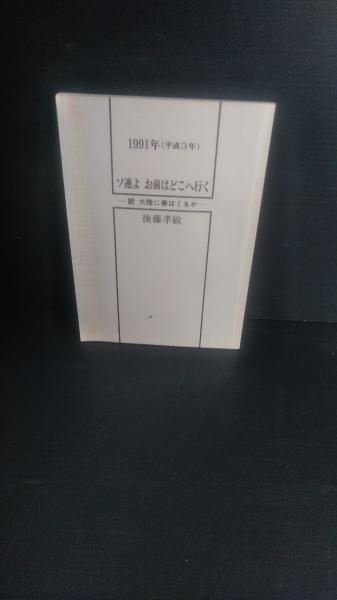 1991年(平成3年)
ソ連よ お前はどこへ行く
―続 大陸に春はくるか―
後藤孝敏